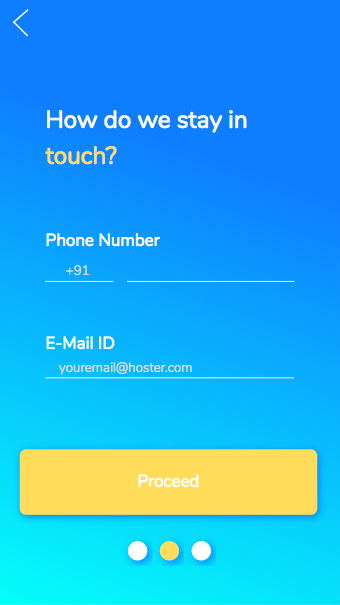 How do we stay in
touch?
Phone Number
+91
E-Mail ID
youremail@hoster.com
Proceed